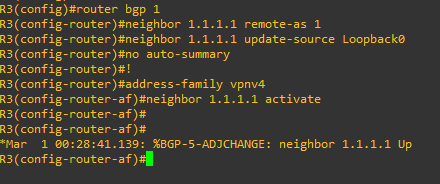 R3(config)#router bgp 1
R3(config-router)#neighbor 1.1.1.1 remote-as 1
R3(config-router)#neighbor 1.1.1.1 update-source Loopback0
R3(config-router)#no auto-summary
R3(config-router)#!
R3(config-router)#address-family vpnv4
R3(config-router-af)#neighbor 1.1.1.1 activate
R3(config-router-af)#
R3(config-router-af)#
*Mar  1 00:28:41.139: %BGP-5-ADJCHANGE: neighbor 1.1.1.1 Up
R3(config-router-af)#